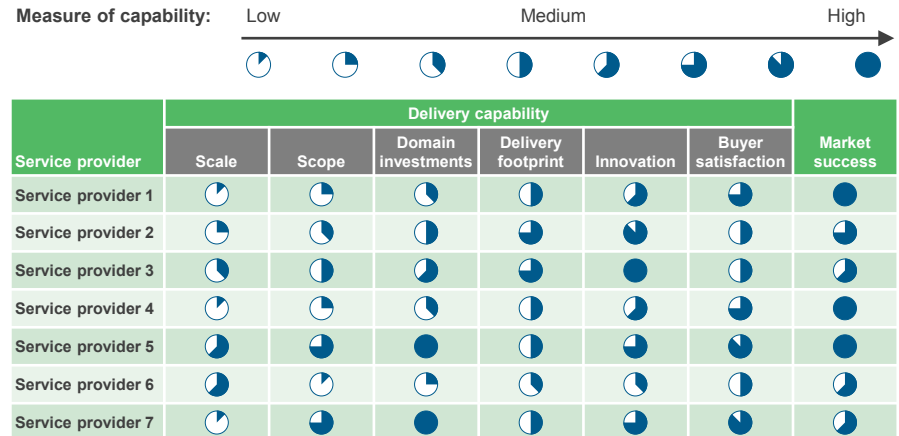 Measure of capability: Low Medium High
Delivery capability
Service provider Scale Scope Domain investments Delivery footprint Innovation Buyer satisfaction Market success
Service provider 1
Service provider 2
Service provider 3
Service provider 4
Service provider 5
Service provider 6
Service provider 7